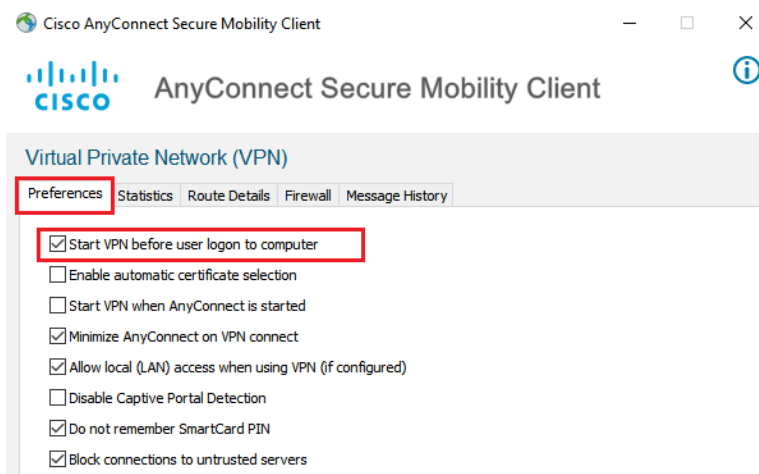 Cisco AnyConnect Secure Mobility Client
CISCO
AnyConnect Secure Mobility Client
Virtual Private Network (VPN)
Preferences Statistics Route Details Firewall Message History
Start VPN before user logon to computer
Enable automatic certificate selection
Start VPN when AnyConnect is started
Minimize AnyConnect on VPN connect
Allow local (LAN) access when using VPN (if configured)
Disable Captive Portal Detection
Do not remember SmartCard PIN
Block connections to untrusted servers